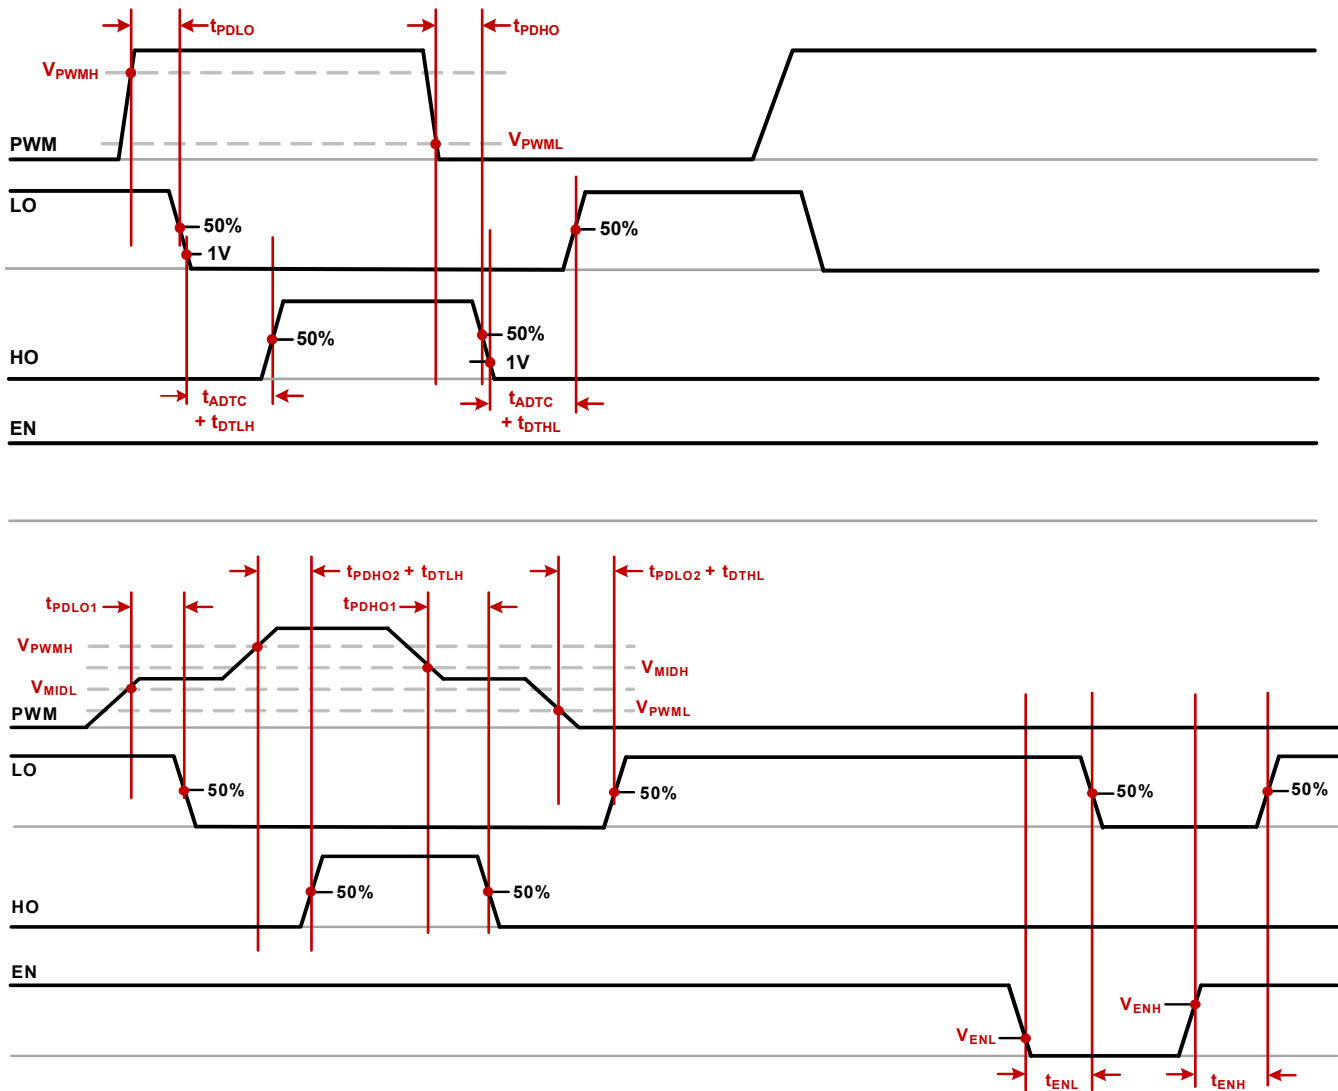 tPDLO
tPDHO
VPWMH
PWM
VPWML
LO
50%
1V
50%
HO
50%
50%
1V
tADTC
+ tDTLH
tADTC
+ tDTHL
EN
tPDHO2 + tDTLH
tPDLO2 + tDTHL
tPDLO1
tPDHO1
VPWMH
VMIDH
VMIDL
VPWML
PWM
LO
50%
50%
50%
50%
HO
50%
50%
EN
VENH
VENL
tENL
tENH